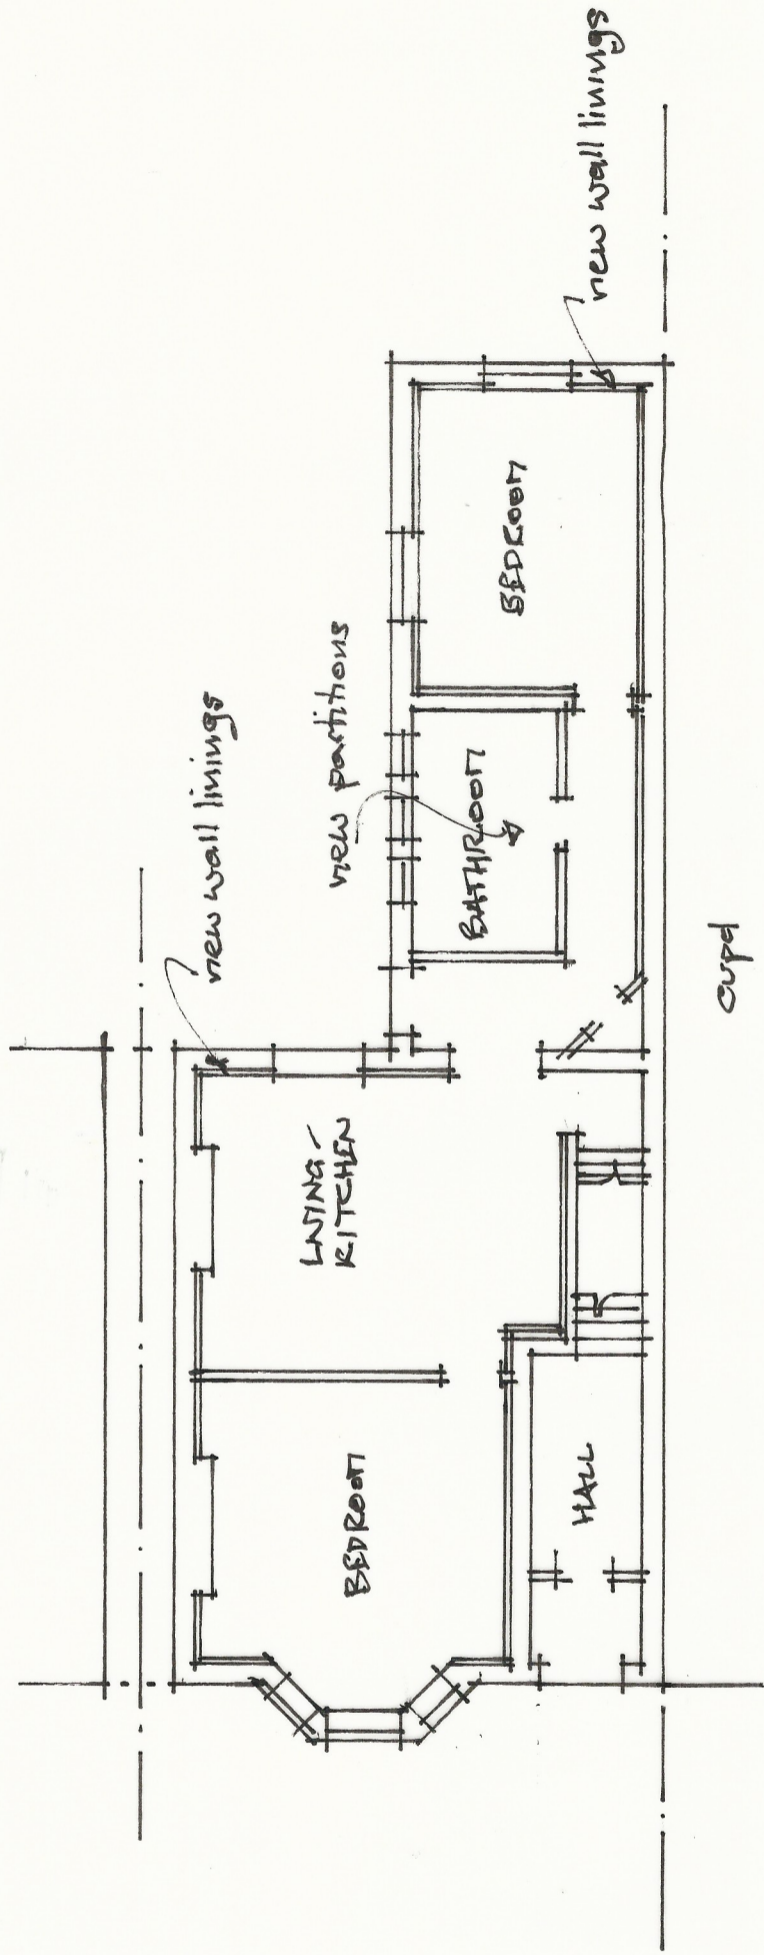 new wall linings
new partitions
new wall linings
BEDROOM
LIVING-
KITCHEN
BATHROOM
BEDROOM
HALL
cupd